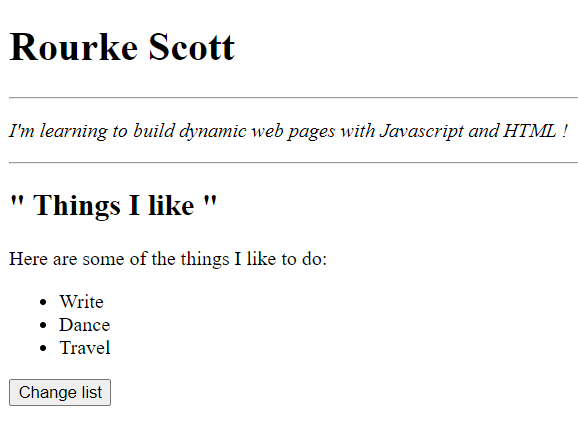 Rourke Scott
I'm learning to build dynamic web pages with Javascript and HTML !
" Things I like "
Here are some of the things I like to do:
Write
Dance
Travel
Change list